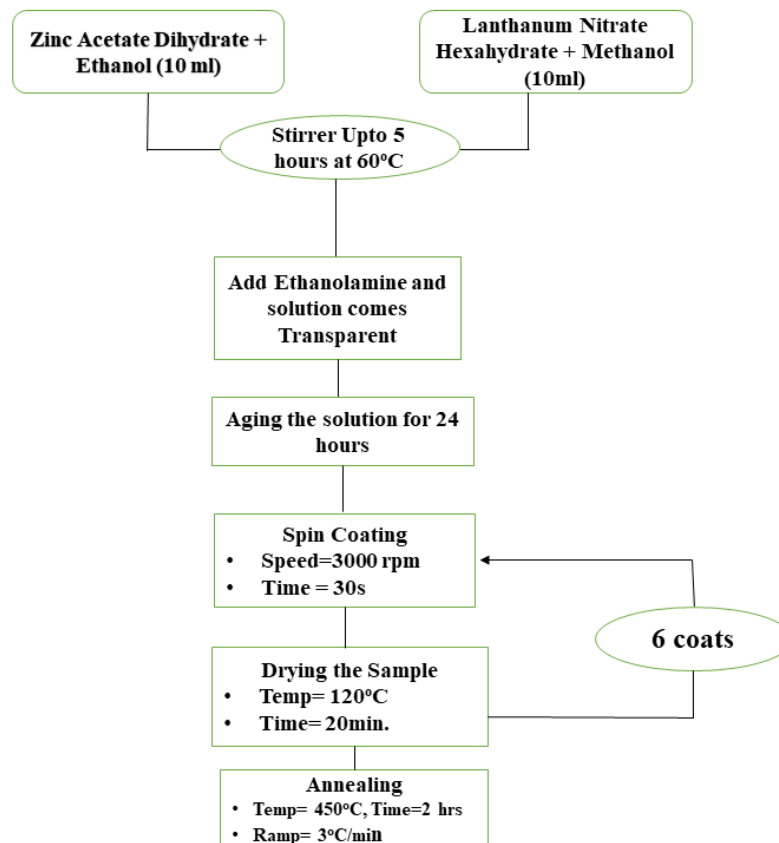 Zinc Acetate Dihydrate +
Ethanol (10 ml)
Lanthanum Nitrate
Hexahydrate + Methanol
(10ml)
Stirrer Upto 5
hours at 60°C
Add Ethanolamine and
solution comes
Transparent
Aging the solution for 24
hours
Spin Coating
• Speed=3000 rpm
• Time = 30s
6 coats
Drying the Sample
• Temp= 120°C
• Time= 20min.
Annealing
• Temp= 450°C, Time=2 hrs
• Ramp= 3°C/min